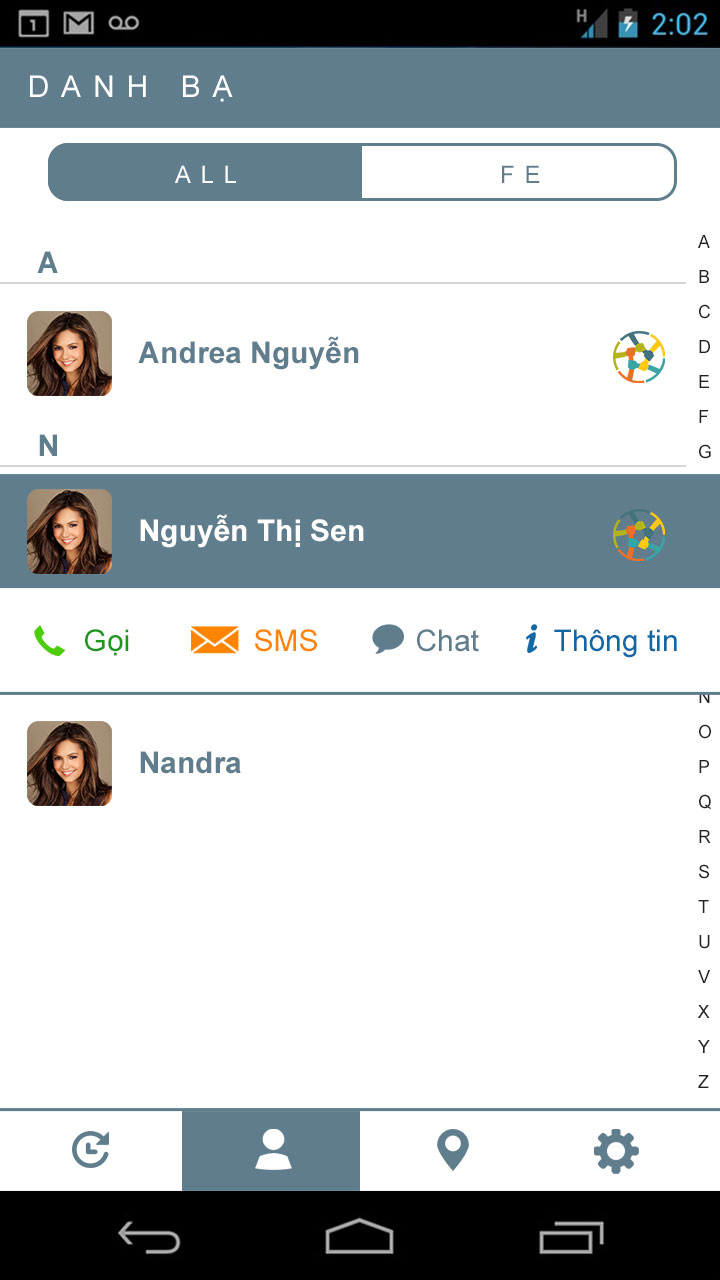 1 H 2:02
DANH BẠ
ALL FE
A
Andrea Nguyễn
N
Nguyễn Thị Sen
Gọi SMS Chat i Thông tin
Nandra
A
B
C
D
E
F
G
N
O
P
Q
R
S
T
U
V
X
Y
Z